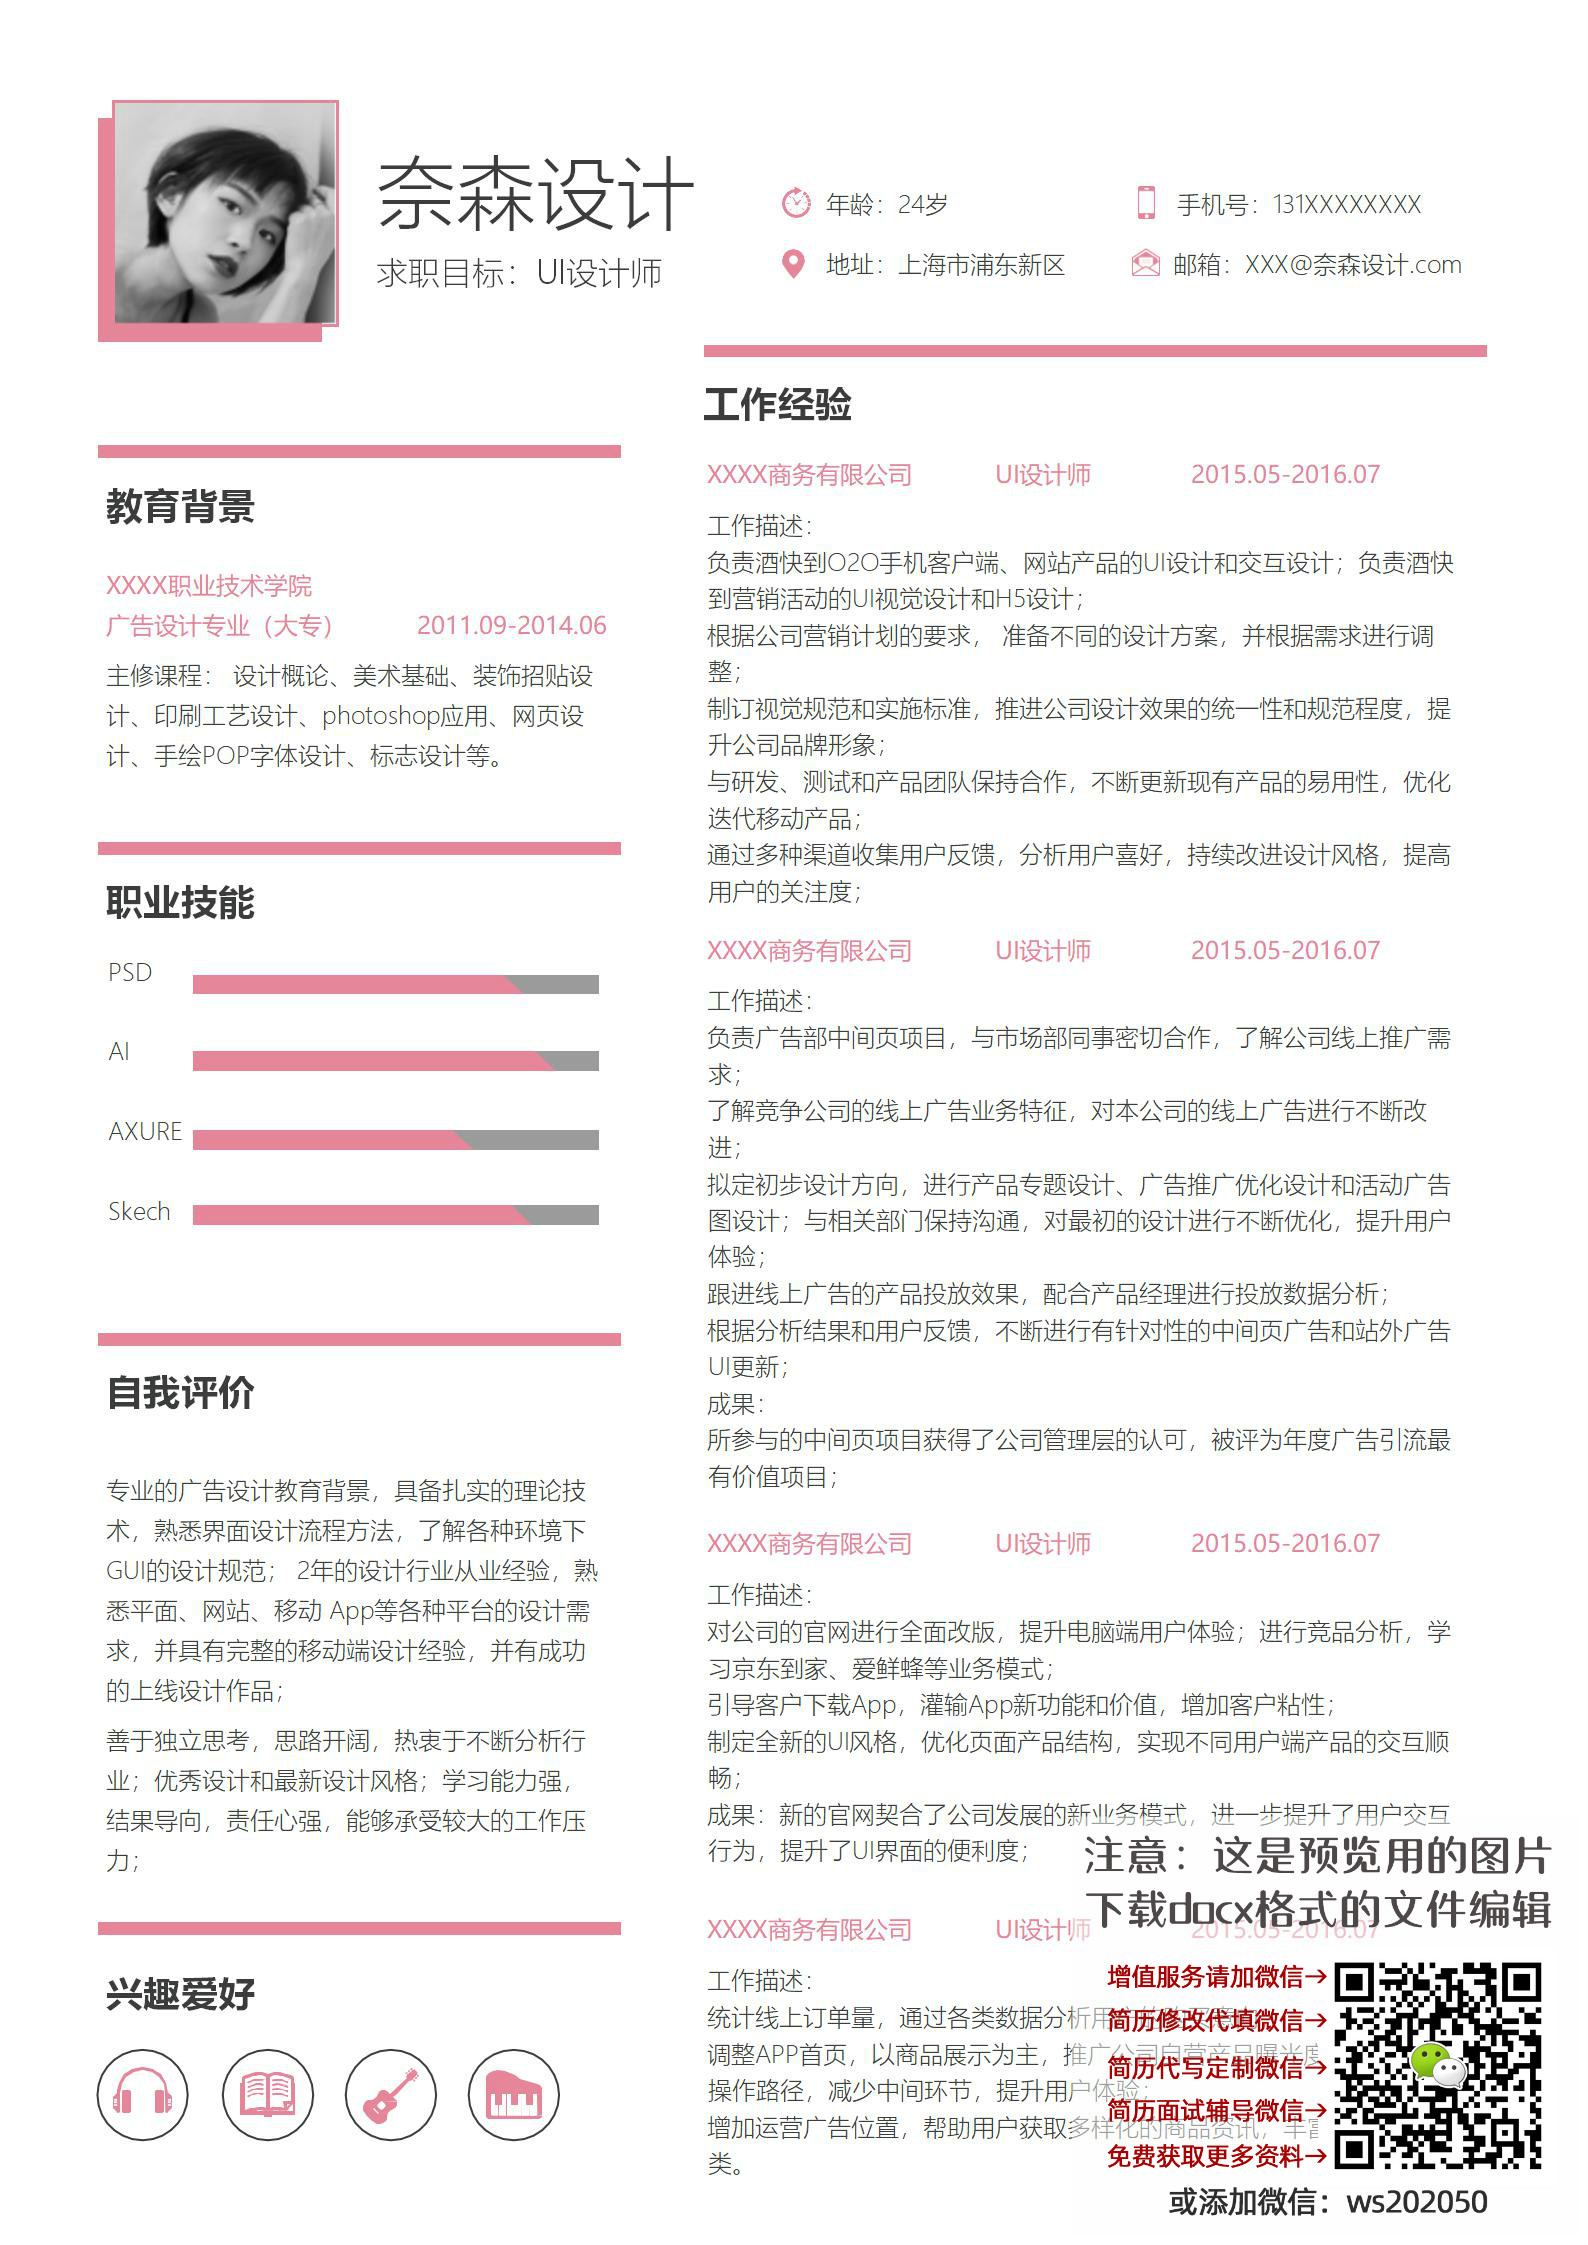 奈森设计
求职目标：UI设计师
年龄：24岁
手机号：131XXXXXXXX
地址：上海市浦东新区
邮箱：XXX@奈森设计.com
教育背景
XXXX职业技术学院
广告设计专业（大专） 2011.09-2014.06
主修课程： 设计概论、美术基础、装饰招贴设
计、印刷工艺设计、photoshop应用、网页设
计、手绘POP字体设计、标志设计等。
职业技能
PSD
AI
AXURE
Skech
自我评价
专业的广告设计教育背景，具备扎实的理论技
术，熟悉界面设计流程方法，了解各种环境下
GUI的设计规范； 2年的设计行业从业经验，熟
悉平面、网站、移动 App等各种平台的设计需
求，并具有完整的移动端设计经验，并有成功
的上线设计作品；
善于独立思考，思路开阔，热衷于不断分析行
业；优秀设计和最新设计风格；学习能力强，
结果导向，责任心强，能够承受较大的工作压
力；
兴趣爱好
工作经验
XXXX商务有限公司 UI设计师 2015.05-2016.07
工作描述：
负责酒快到O2O手机客户端、网站产品的UI设计和交互设计；负责酒快
到营销活动的UI视觉设计和H5设计；
根据公司营销计划的要求， 准备不同的设计方案，并根据需求进行调
整；
制订视觉规范和实施标准，推进公司设计效果的统一性和规范程度，提
升公司品牌形象；
与研发、测试和产品团队保持合作，不断更新现有产品的易用性，优化
迭代移动产品；
通过多种渠道收集用户反馈，分析用户喜好，持续改进设计风格，提高
用户的关注度；
XXXX商务有限公司 UI设计师 2015.05-2016.07
工作描述：
负责广告部中间页项目，与市场部同事密切合作，了解公司线上推广需
求；
了解竞争公司的线上广告业务特征，对本公司的线上广告进行不断改
进；
拟定初步设计方向，进行产品专题设计、广告推广优化设计和活动广告
图设计；与相关部门保持沟通，对最初的设计进行不断优化，提升用户
体验；
跟进线上广告的产品投放效果，配合产品经理进行投放数据分析；
根据分析结果和用户反馈，不断进行有针对性的中间页广告和站外广告
UI更新；
成果：
所参与的中间页项目获得了公司管理层的认可，被评为年度广告引流最
有价值项目；
XXXX商务有限公司 UI设计师 2015.05-2016.07
工作描述：
对公司的官网进行全面改版，提升电脑端用户体验；进行竞品分析，学
习京东到家、爱鲜蜂等业务模式；
引导客户下载App，灌输App新功能和价值，增加客户粘性；
制定全新的UI风格，优化页面产品结构，实现不同用户端产品的交互顺
畅；
成果：新的官网契合了公司发展的新业务模式，进一步提升了用户交互
行为，提升了UI界面的便利度；
XXXX商务有限公司 UI设计师 2015.05-2016.07
工作描述：
统计线上订单量，通过各类数据分析用
调整APP首页，以商品展示为主，推广公司自营产品曝光度
操作路径，减少中间环节，提升用户体验；
增加运营广告位置，帮助用户获取多样化的商品资讯，丰富
类。
注意：这是预览用的图片
下载docx格式的文件编辑
增值服务请加微信→
简历修改代填微信→
简历代写定制微信→
简历面试辅导微信→
免费获取更多资料→
或添加微信：ws202050